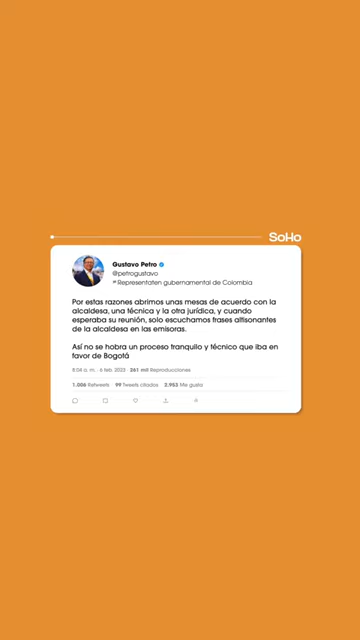 SoHo
Gustavo Petro
@petrogustavo
Representaten gubernamental de Colombia
Por estas razones abrimos unas mesas de acuerdo con la
alcaldesa, una técnica y la otra jurídica, y cuando
esperaba su reunión, solo escuchamos frases altisonantes
de la alcaldesa en las emisoras.
Así no se hobra un proceso tranquilo y técnico que iba en
favor de Bogotá
8:04 a. m. · 6 feb. 2023 · 261 mil Reproducciones
1.006 Retweets 99 Tweets citados 3.983 Me gusta